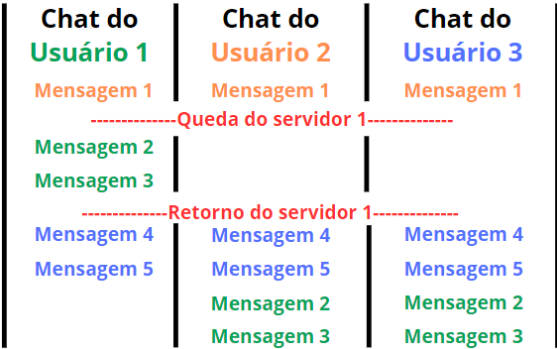 Chat do Chat do Chat do
Usuário 1 Usuário 2 Usuário 3
Mensagem 1 Mensagem 1 Mensagem 1
--------------Queda do servidor 1--------------
Mensagem 2
Mensagem 3
--------------Retorno do servidor 1--------------
Mensagem 4 Mensagem 4 Mensagem 4
Mensagem 5 Mensagem 5 Mensagem 5
Mensagem 2 Mensagem 2
Mensagem 3 Mensagem 3